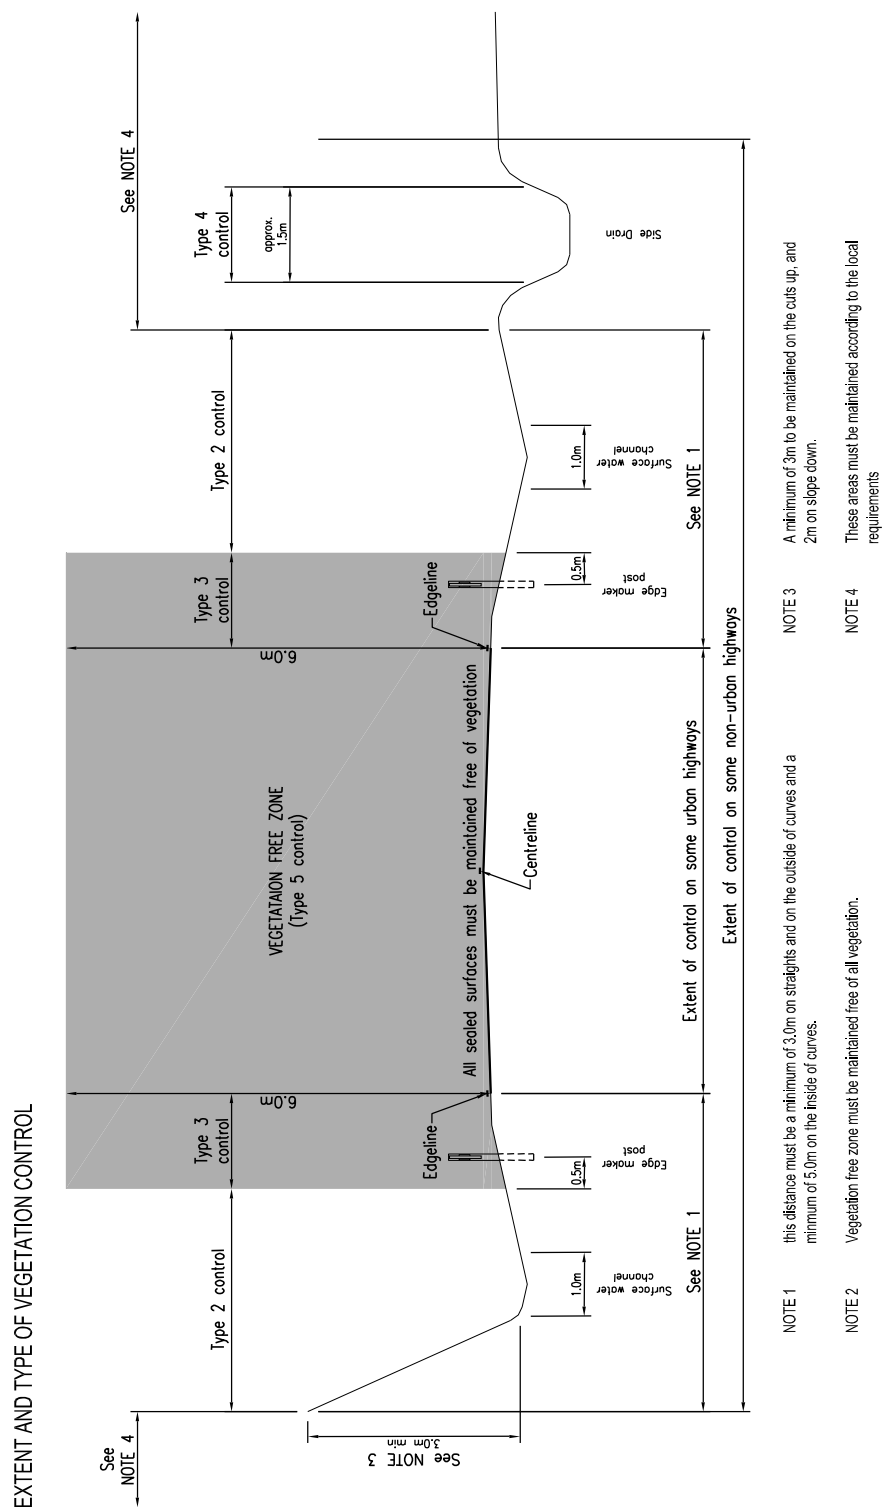 EXTENT AND TYPE OF VEGETATION CONTROL
See
NOTE 4
See NOTE 4
Type 2 control
Type 3
control
Type 3
control
Type 2 control
Type 4
control
approx.
1.5m
6.0m
6.0m
VEGETATAION FREE ZONE
(Type 5 control)
All sealed surfaces must be maintained free of vegetation
Edgeline
Edgeline
Centreline
See NOTE 3
3.0m min
1.0m
Surface water
channel
0.5m
Edge maker
post
0.5m
Edge maker
post
1.0m
Surface water
channel
Side Drain
See NOTE 1
Extent of control on some urban highways
See NOTE 1
Extent of control on some non-urban highways
NOTE 1
this distance must be a minimum of 3.0m on straights and on the outside of curves and a
minmum of 5.0m on the inside of curves.
NOTE 2
Vegetation free zone must be maintained free of all vegetation.
NOTE 3
A minimum of 3m to be maintained on the cuts up, and
2m on slope down.
NOTE 4
These areas must be maintained according to the local
requirements